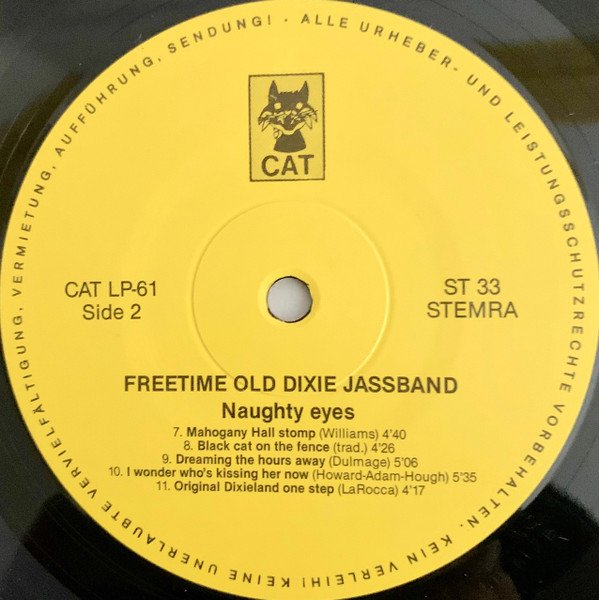 ALLE URHEBER- UND LEISTUNGSSCHUTZRECHTE VORBEHALTEN. KEIN VERLEIH! KEINE UNERLAUBTE VERVIELFÄLTIGUNG, VERMIETUNG, AUFFÜHRUNG, SENDUNG! ·
CAT
CAT LP-61
Side 2
ST 33
STEMRA
FREETIME OLD DIXIE JASSBAND
Naughty eyes
7. Mahogany Hall stomp (Williams) 4'40
8. Black cat on the fence (trad.) 4'26
9. Dreaming the hours away (Dulmage) 5'06
10. I wonder who's kissing her now (Howard-Adam-Hough) 5'35
11. Original Dixieland one step (LaRocca) 4'17